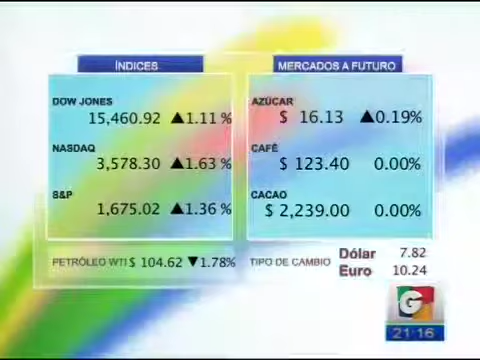 ÍNDICES
DOW JONES
15,460.92 ▲1.11 %
NASDAQ
3,578.30 ▲1.63 %
S&P
1,675.02 ▲1.36 %
MERCADOS A FUTURO
AZÚCAR
$ 16.13 ▲0.19%
CAFÉ
$ 123.40 0.00%
CACAO
$ 2,239.00 0.00%
PETRÓLEO WTI $ 104.62 ▼1.78%
TIPO DE CAMBIO
Dólar 7.82
Euro 10.24
G
21:16